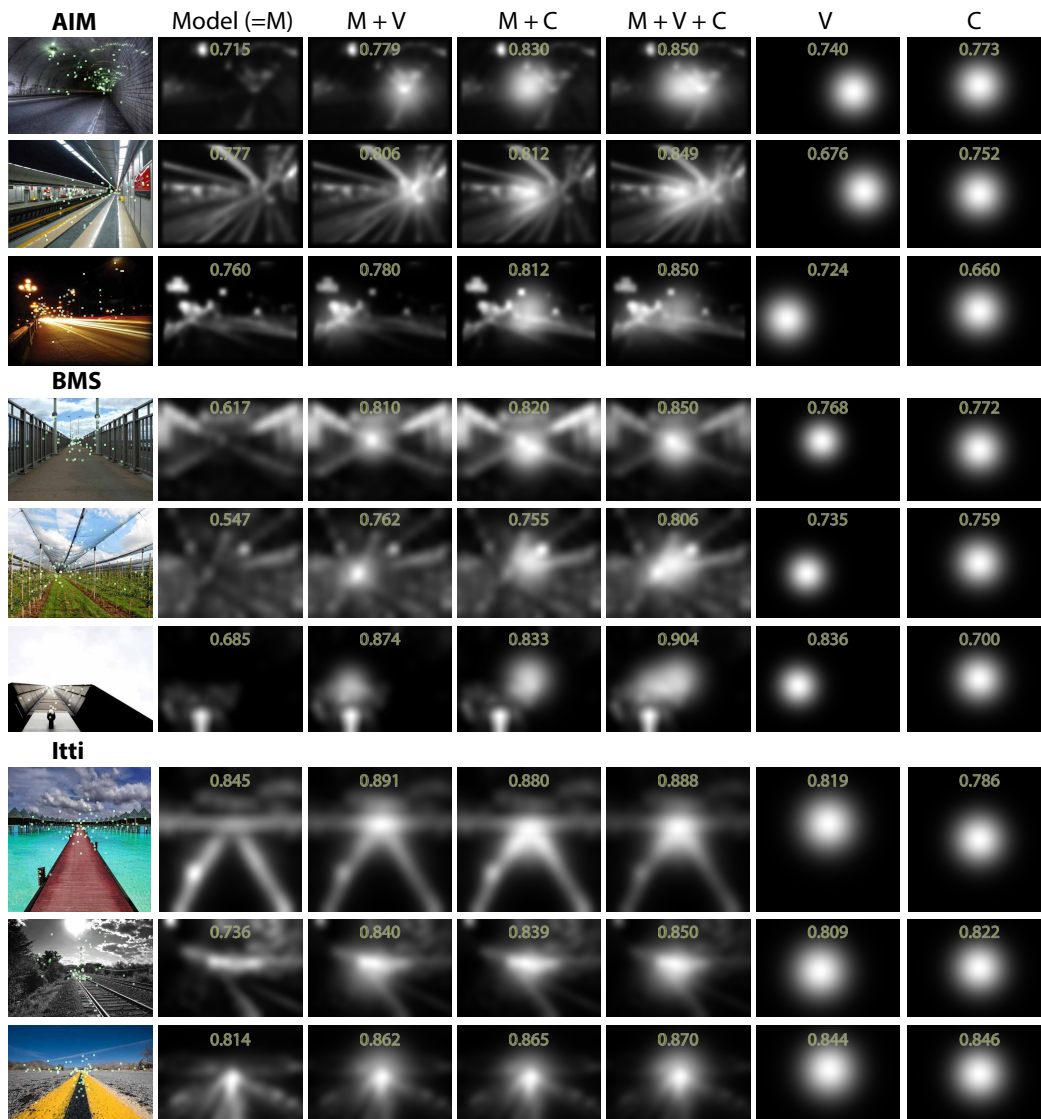 AIM Model (=M) M + V M + C M + V + C V C
0.715 0.779 0.830 0.850 0.740 0.773
0.777 0.806 0.812 0.849 0.676 0.752
0.760 0.780 0.812 0.850 0.724 0.660
BMS
0.617 0.810 0.820 0.850 0.768 0.772
0.547 0.762 0.755 0.806 0.735 0.759
0.685 0.874 0.833 0.904 0.836 0.700
Itti
0.845 0.891 0.880 0.888 0.819 0.786
0.736 0.840 0.839 0.850 0.809 0.822
0.814 0.862 0.865 0.870 0.844 0.846